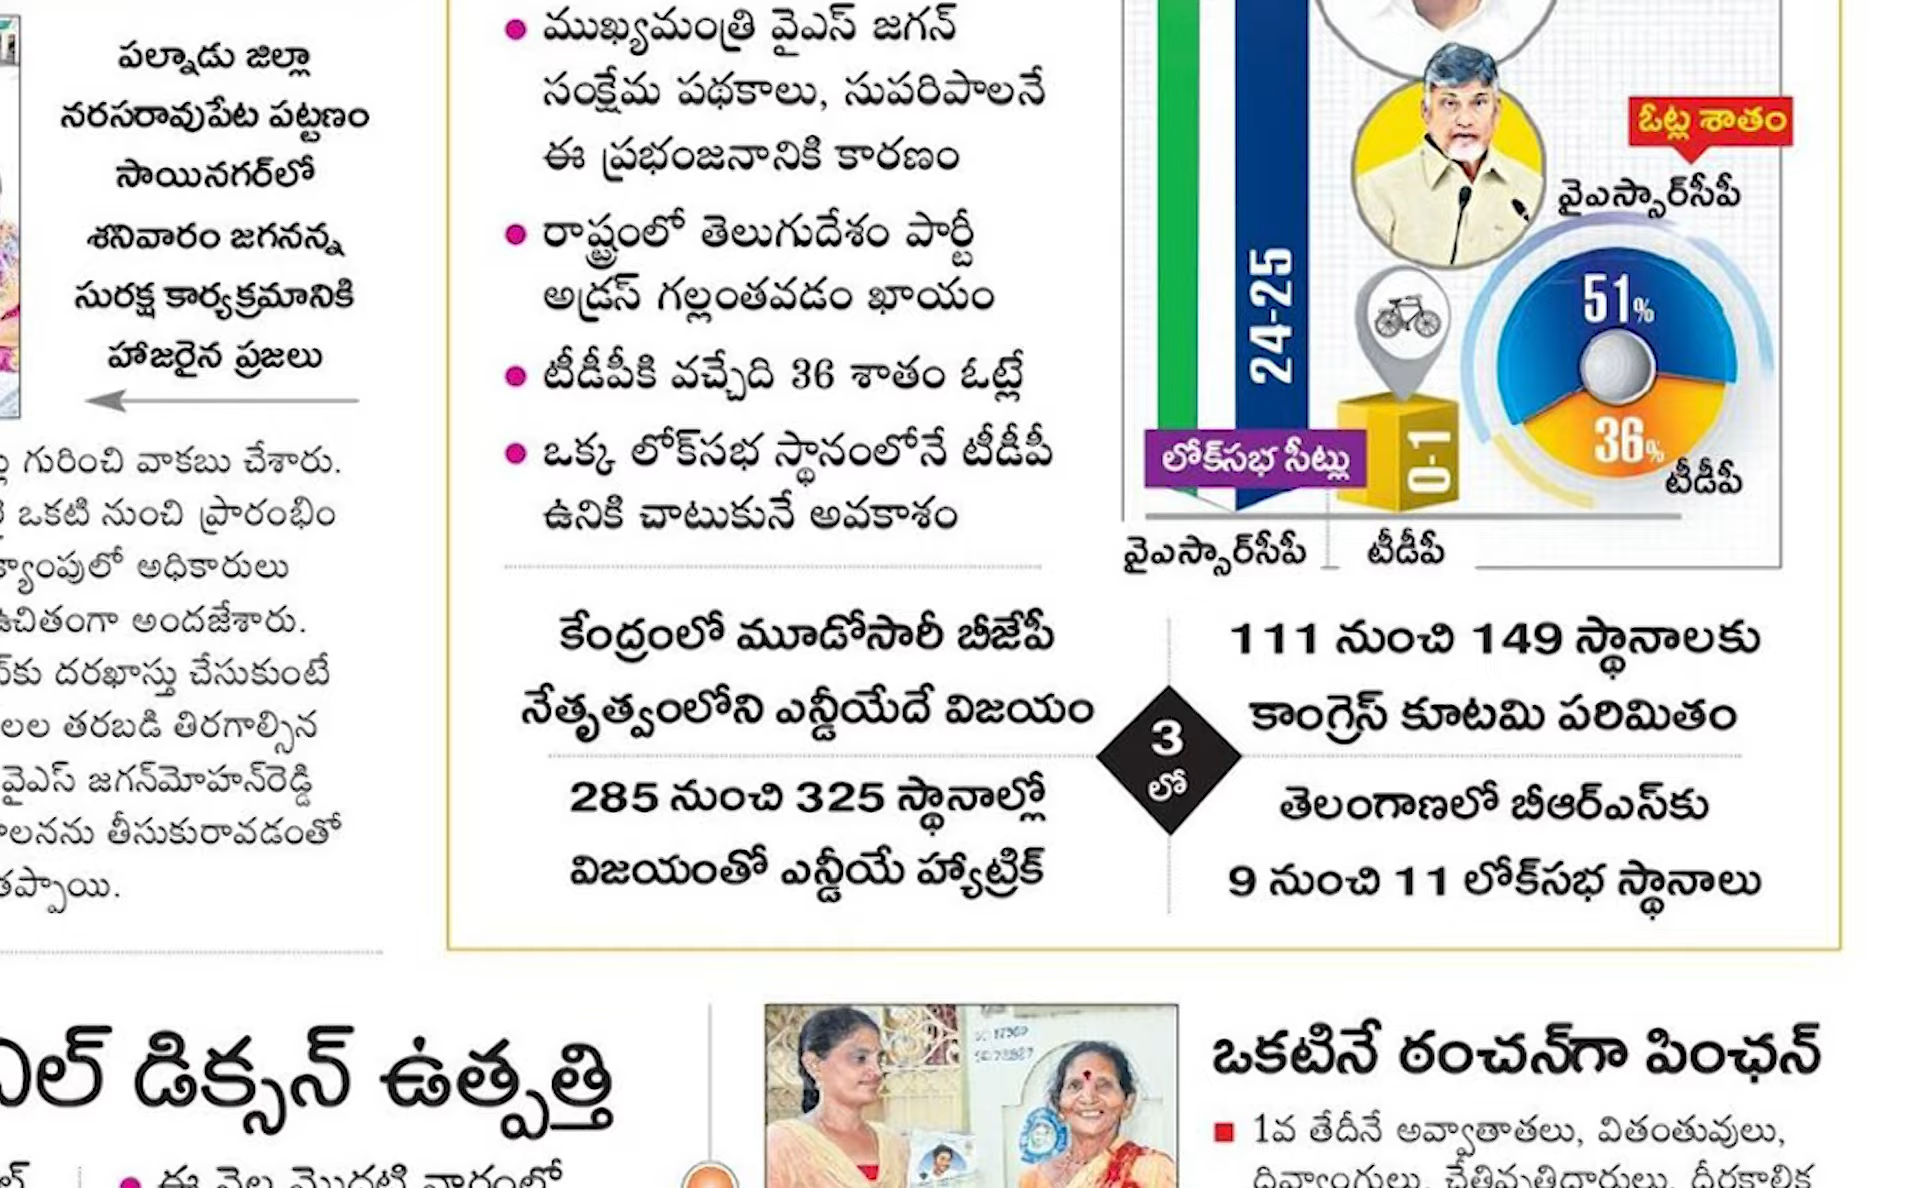 పల్నాడు జిల్లా
నరసరావుపేట పట్టణం
సాయినగర్‌లో
శనివారం జగనన్న
సురక్ష కార్యక్రమానికి
హాజరైన ప్రజలు
గురించి వాకబు చేశారు.
ఒకటి నుంచి ప్రారంభిం
క్యాంపులో అధికారులు
ఉచితంగా అందజేశారు.
దరఖాస్తు చేసుకుంటే
తరబడి తిరగాల్సిన
వైఎస్ జగన్‌మోహన్‌రెడ్డి
తీసుకురావడంతో
తప్పాయి.
● ముఖ్యమంత్రి వైఎస్ జగన్
సంక్షేమ పథకాలు, సుపరిపాలనే
ఈ ప్రభంజనానికి కారణం
● రాష్ట్రంలో తెలుగుదేశం పార్టీ
అడ్రస్ గల్లంతవడం ఖాయం
● టీడీపీకి వచ్చేది 36 శాతం ఓట్లే
● ఒక్క లోక్‌సభ స్థానంలోనే టీడీపీ
ఉనికి చాటుకునే అవకాశం
24-25
0-1
లోక్‌సభ సీట్లు
వైఎస్సార్‌సీపీ టీడీపీ
ఓట్ల శాతం
వైఎస్సార్‌సీపీ
51%
36%
టీడీపీ
కేంద్రంలో మూడోసారీ బీజేపీ
నేతృత్వంలోని ఎన్డీయేదే విజయం
285 నుంచి 325 స్థానాల్లో
విజయంతో ఎన్డీయే హ్యాట్రిక్
3
లో
111 నుంచి 149 స్థానాలకు
కాంగ్రెస్ కూటమి పరిమితం
తెలంగాణలో బీఆర్ఎస్‌కు
9 నుంచి 11 లోక్‌సభ స్థానాలు
డిక్సన్ ఉత్పత్తి
● ఈ నెల మొదటి వారంలో
ఒకటినే ఠంచన్‌గా పింఛన్
■ 1వ తేదీనే అవ్వాతాతలు, వితంతువులు,
దివ్యాంగులు, చేతివృత్తిదారులు, దీర్ఘకాలిక